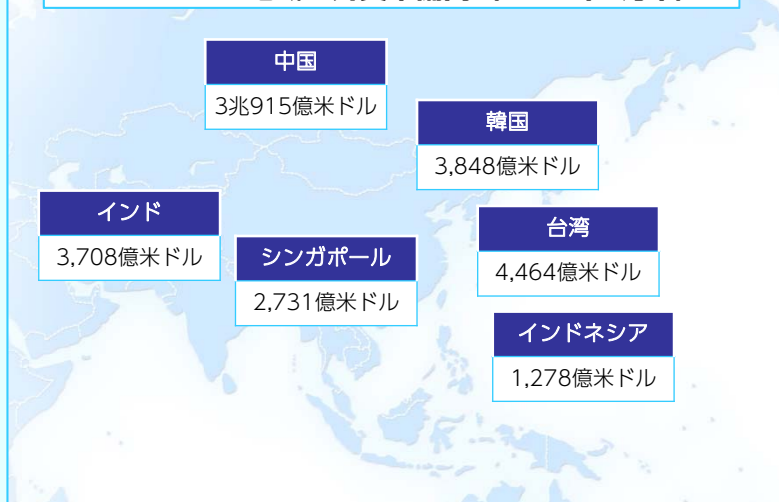 中国
3兆915億米ドル
韓国
3,848億米ドル
インド
3,708億米ドル
シンガポール
2,731億米ドル
台湾
4,464億米ドル
インドネシア
1,278億米ドル